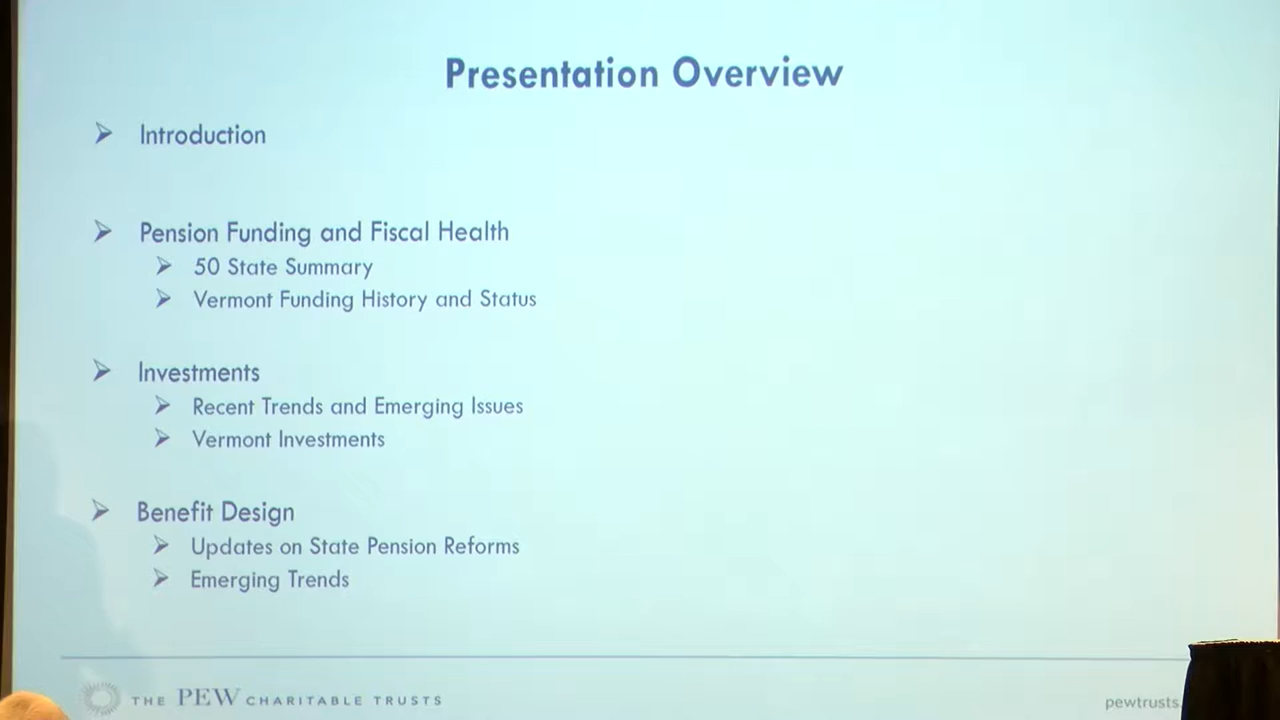 Presentation Overview
Introduction
Pension Funding and Fiscal Health
50 State Summary
Vermont Funding History and Status
Investments
Recent Trends and Emerging Issues
Vermont Investments
Benefit Design
Updates on State Pension Reforms
Emerging Trends
THE PEW CHARITABLE TRUSTS
pewtrusts.